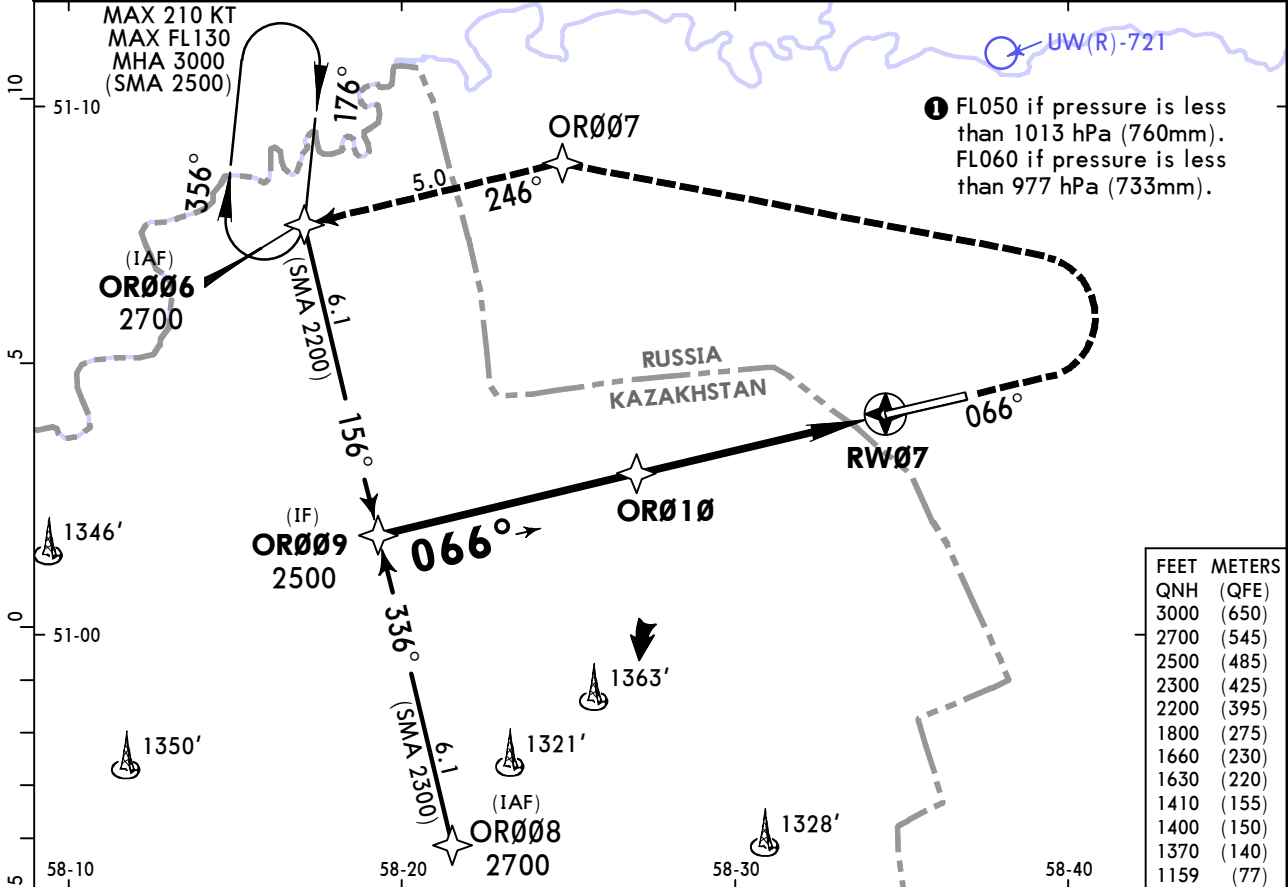 MAX 210 KT
MAX FL130
MHA 3000
(SMA 2500)
176°
356°
UW(R)-721
10
51-10
❶ FL050 if pressure is less
than 1013 hPa (760mm).
FL060 if pressure is less
than 977 hPa (733mm).
ORØØ7
5.0
246°
(IAF)
ORØØ6
2700
6.1
(SMA 2200)
5
RUSSIA
KAZAKHSTAN
066°
156°
RWØ7
ORØ1Ø
(IF)
ORØØ9
2500
066°
1346'
336°
0
51-00
1363'
1350'
1321'
6.1
(SMA 2300)
(IAF)
ORØØ8
2700
1328'
5
58-10
58-20
58-30
58-40
FEET METERS
QNH (QFE)
3000 (650)
2700 (545)
2500 (485)
2300 (425)
2200 (395)
1800 (275)
1660 (230)
1630 (220)
1410 (155)
1400 (150)
1370 (140)
1159 (77)